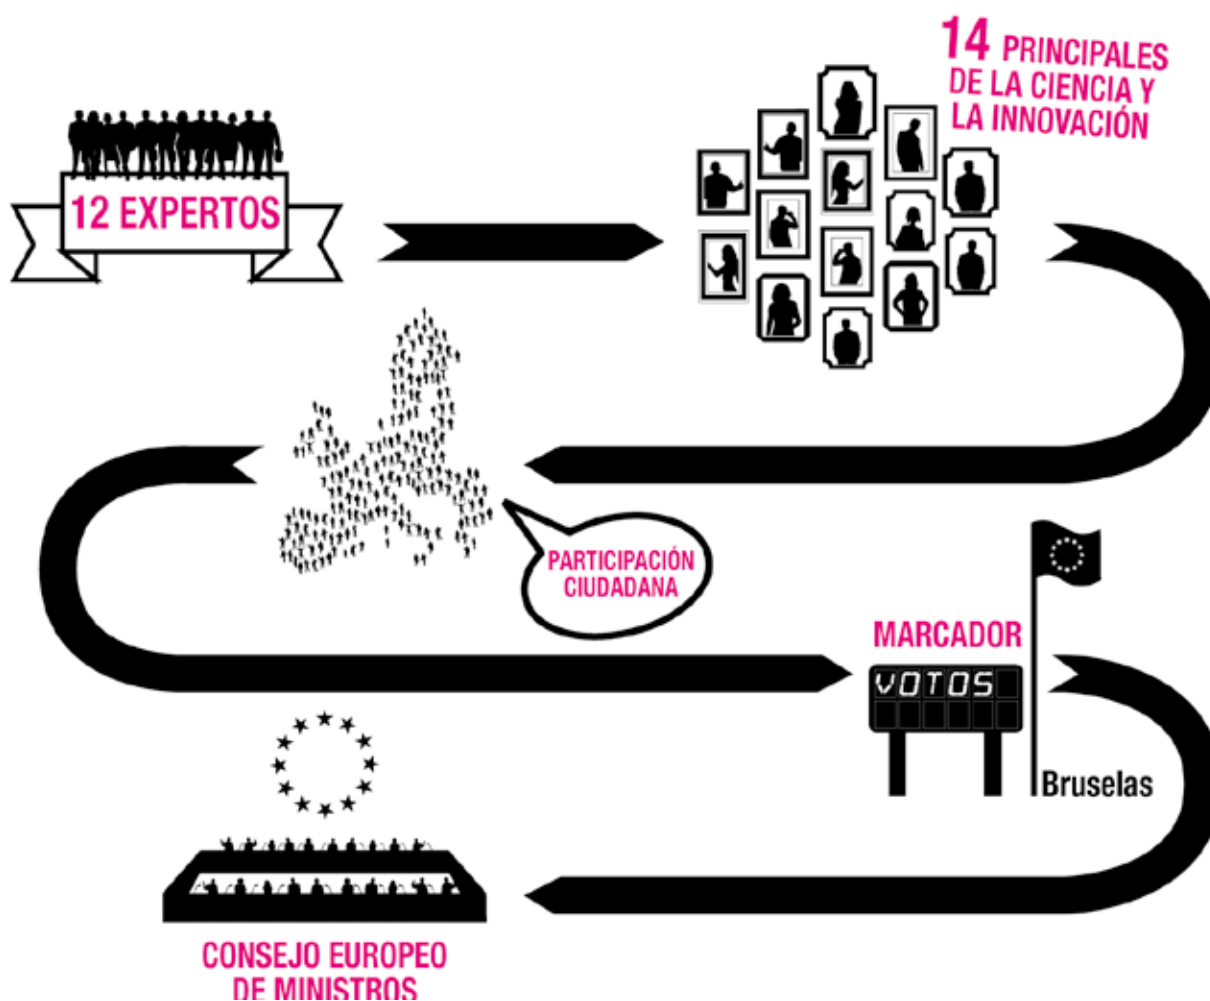 14 PRINCIPALES
DE LA CIENCIA Y
LA INNOVACIÓN
12 EXPERTOS
PARTICIPACIÓN
CIUDADANA
MARCADOR
VOTOS
Bruselas
CONSEJO EUROPEO
DE MINISTROS